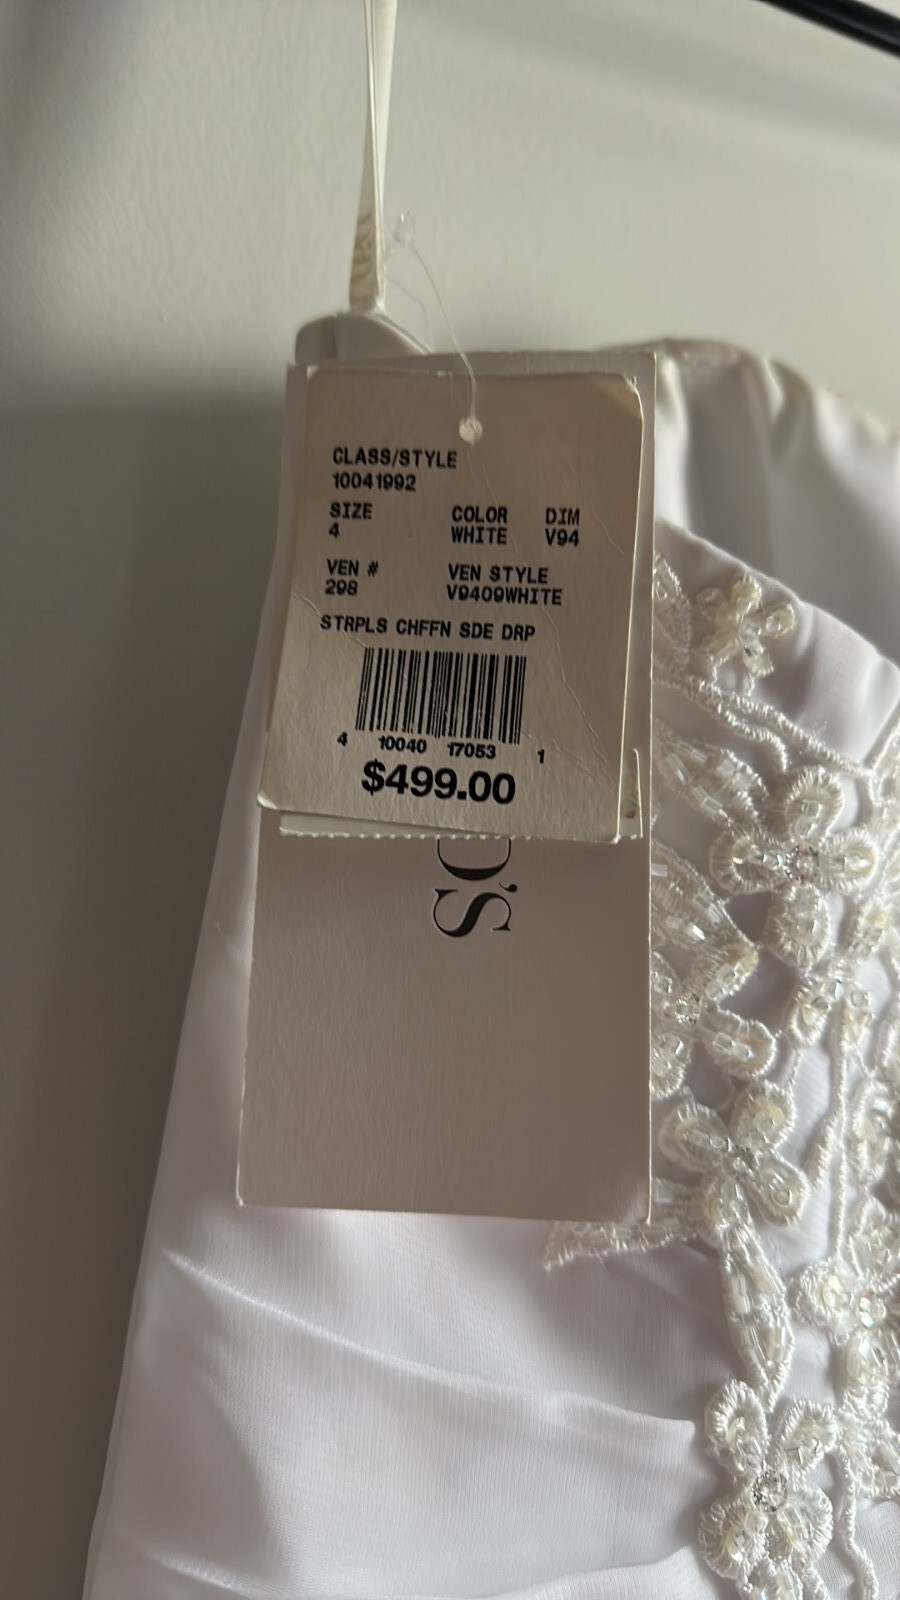 CLASS/STYLE
10041992
SIZE COLOR DIM
4 WHITE V94
VEN # VEN STYLE
298 V9409WHITE
STRPLS CHFFN SDE DRP
4 10040 17053 1
$499.00
D'S